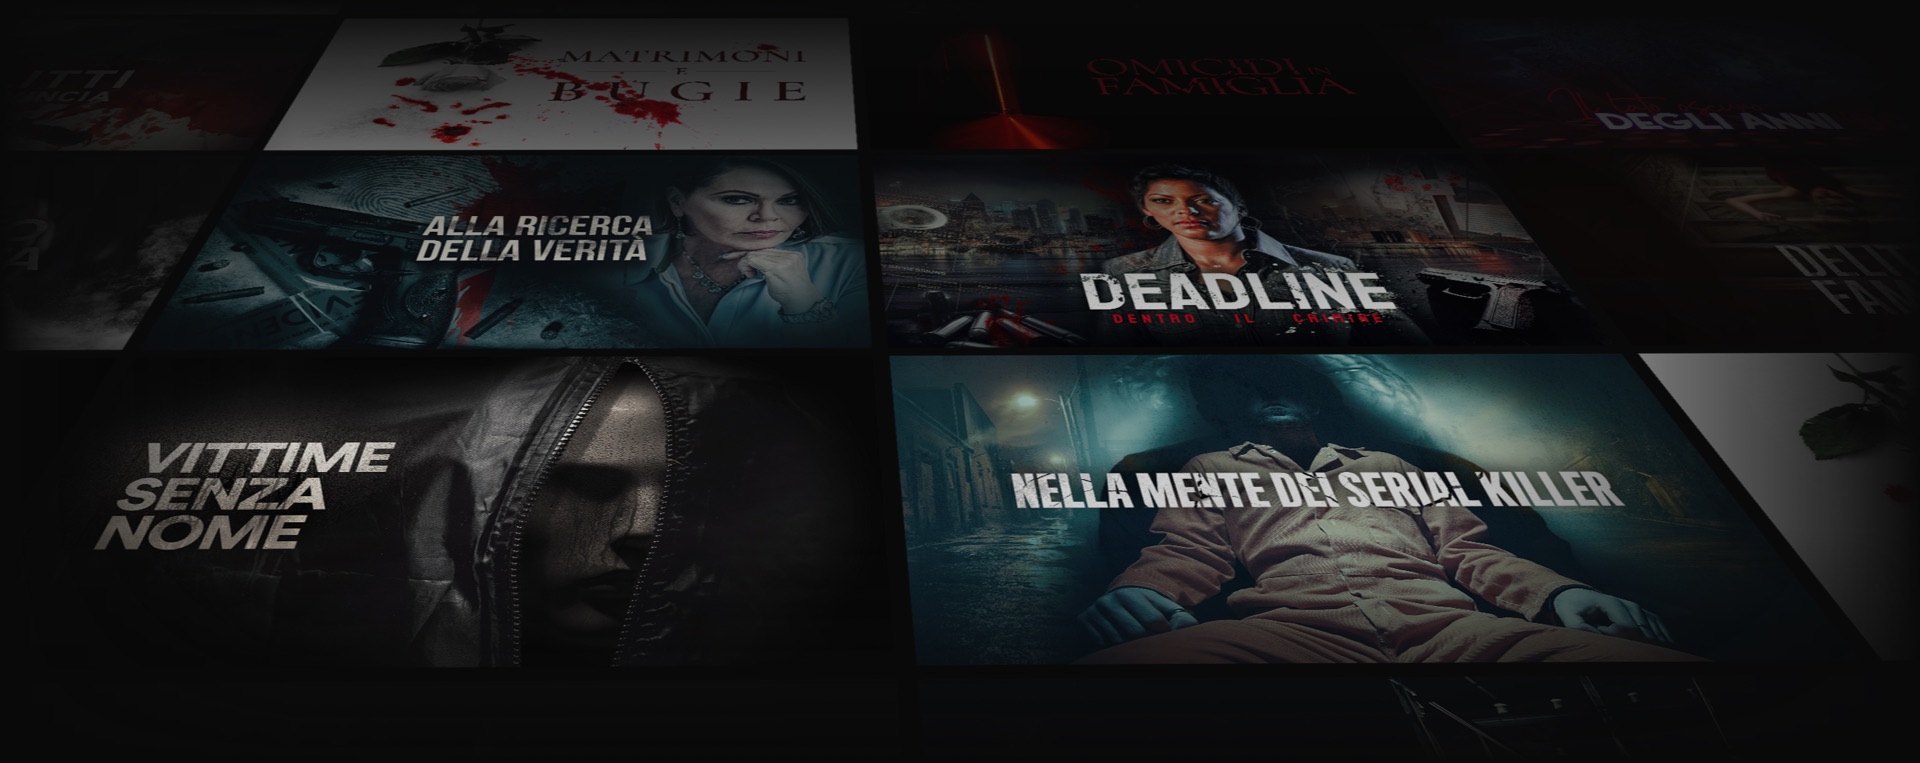 ITTI
MATRIMONI
E
BUGIE
OMICIDI IN
FAMIGLIA
DEGLI ANNI
ALLA RICERCA
DELLA VERITÀ
DEADLINE
DENTRO IL CRIMINE
VITTIME
SENZA
NOME
NELLA MENTE DEI SERIAL KILLER